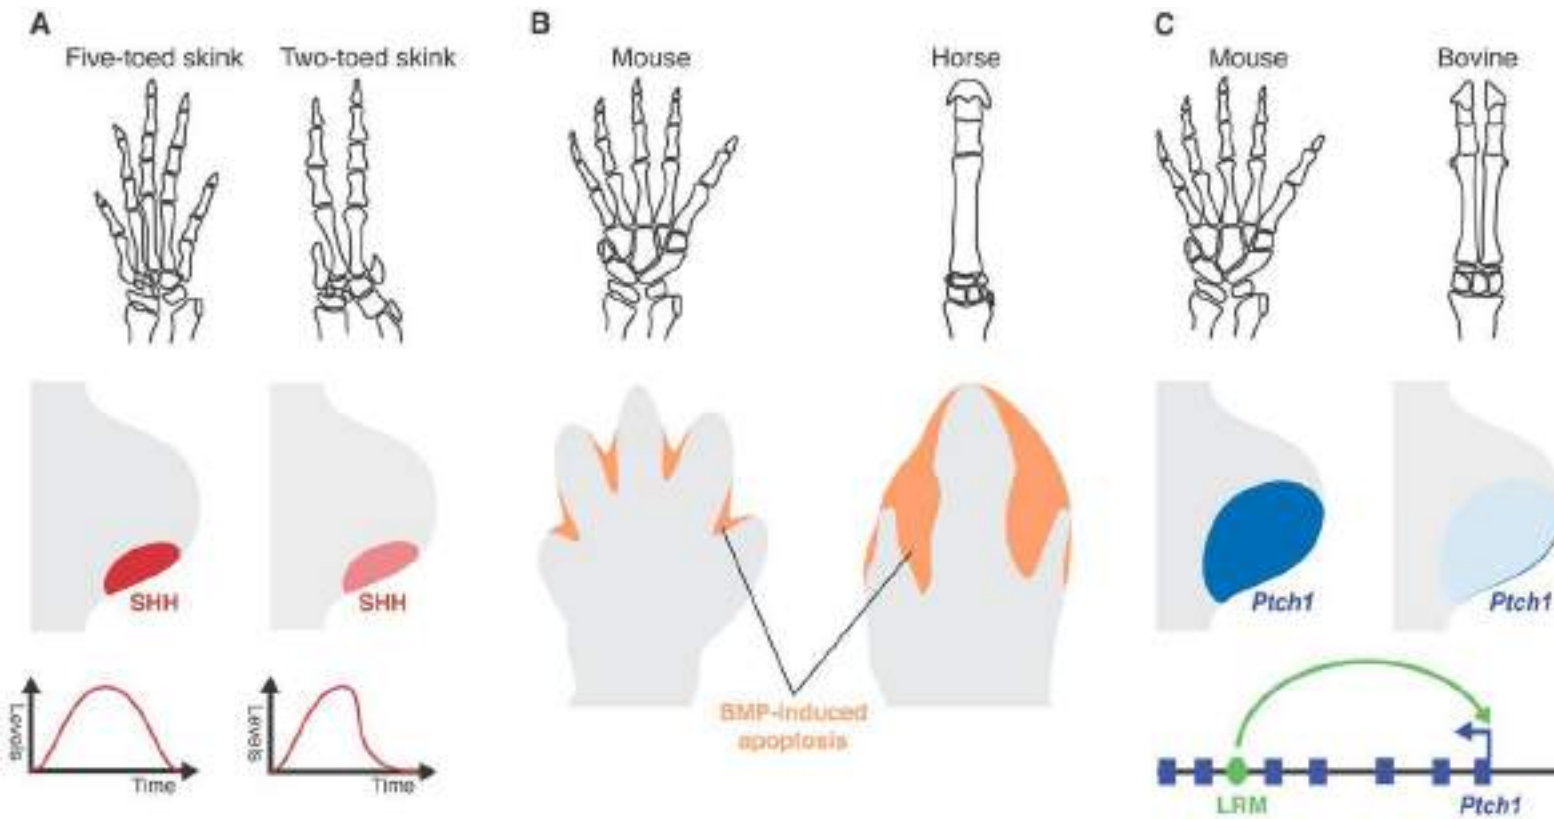 A
Five-toed skink
Two-toed skink
SHH
SHH
Levels
Time
Levels
Time
B
Mouse
Horse
BMP-induced
apoptosis
C
Mouse
Bovine
Ptch1
Ptch1
LRM
Ptch1